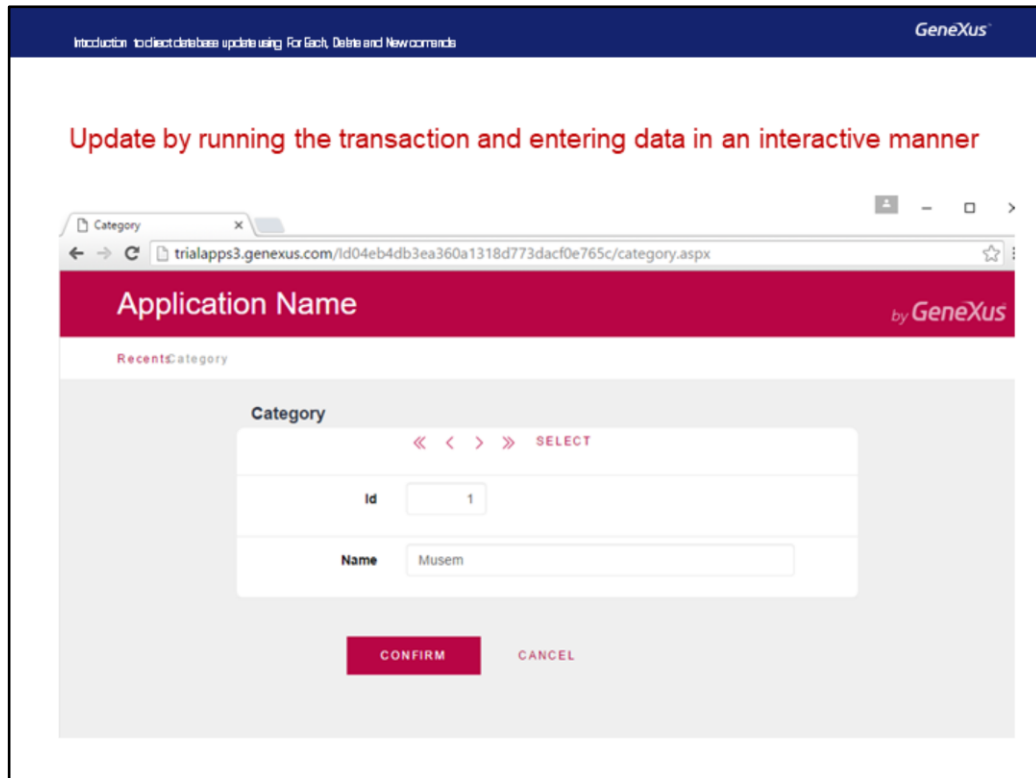 Introduction to direct database update using For Each, Delete and New commands
GeneXus
Update by running the transaction and entering data in an interactive manner
Category
trialapps3.genexus.com/Id04eb4db3ea360a1318d773dacf0e765c/category.aspx
Application Name
by GeneXus
Recents Category
Category
« < > » SELECT
Id 1
Name Musem
CONFIRM CANCEL